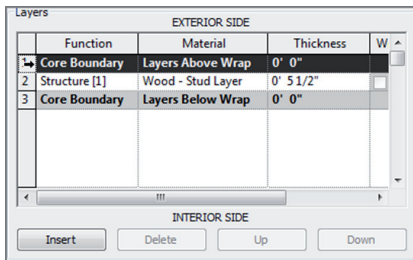 Layers
EXTERIOR SIDE
Function Material Thickness W
1 Core Boundary Layers Above Wrap 0' 0"
2 Structure [1] Wood - Stud Layer 0' 5 1/2"
3 Core Boundary Layers Below Wrap 0' 0"
INTERIOR SIDE
Insert Delete Up Down